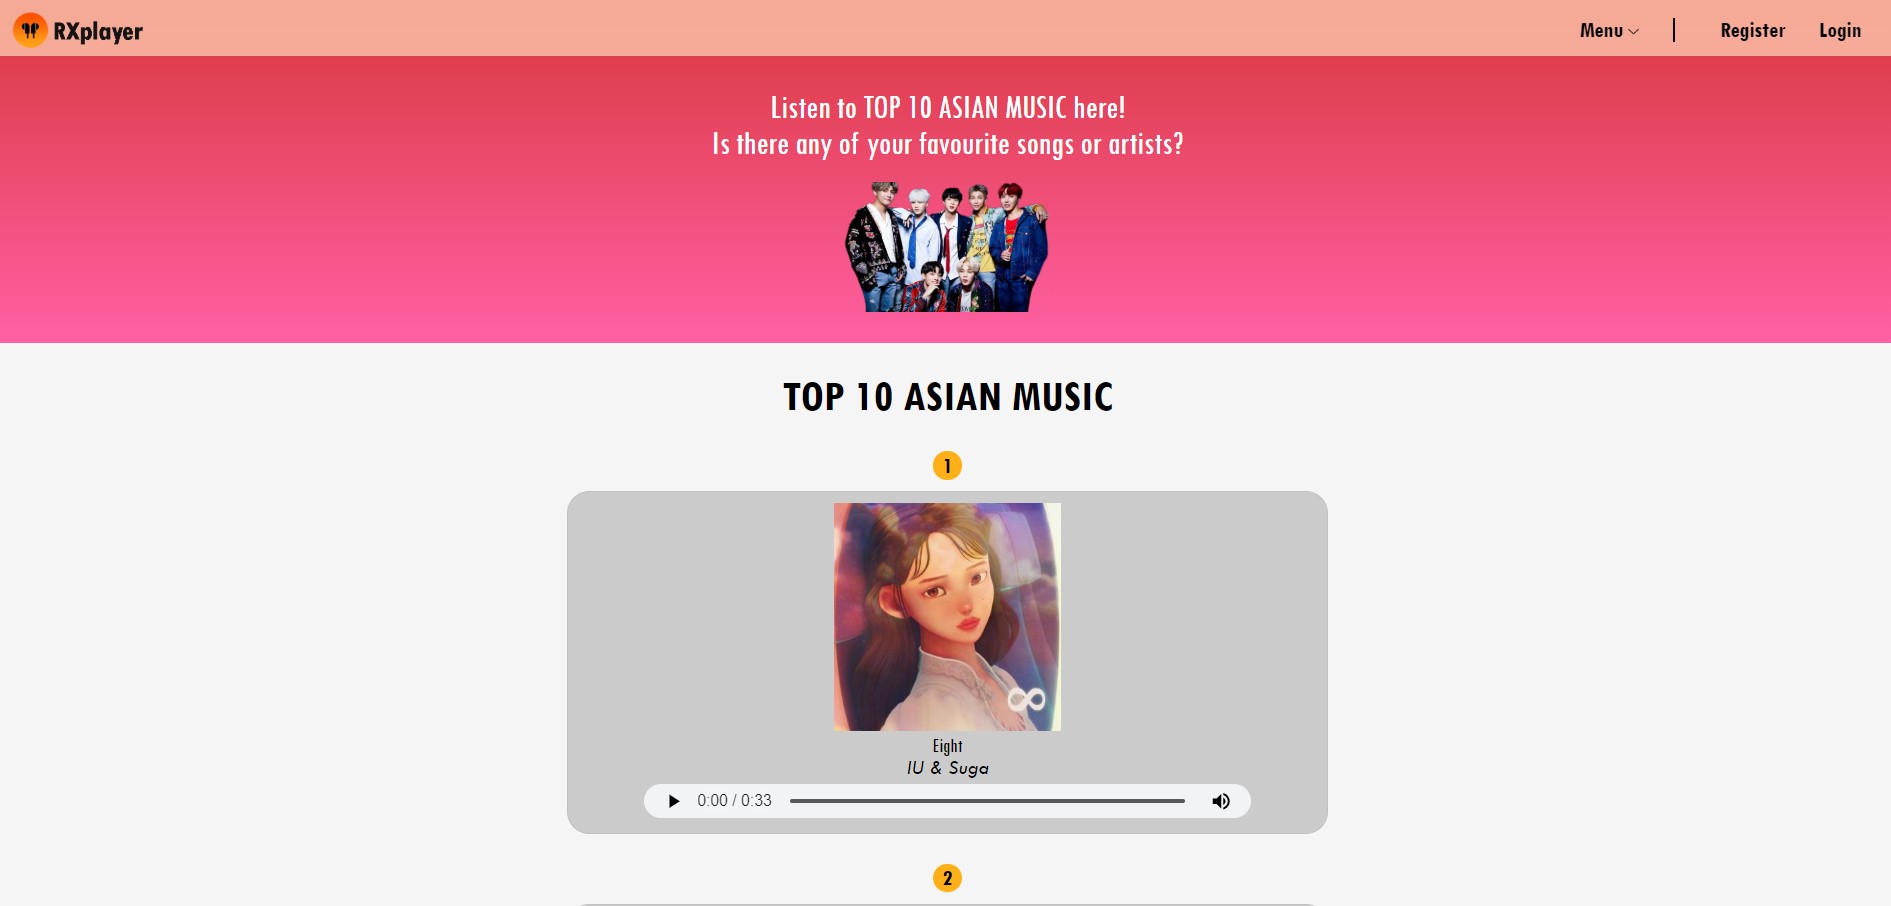 RXplayer
Menu
Register
Login
Listen to TOP 10 ASIAN MUSIC here!
Is there any of your favourite songs or artists?
TOP 10 ASIAN MUSIC
1
Eight
IU & Suga
0:00 / 0:33
2